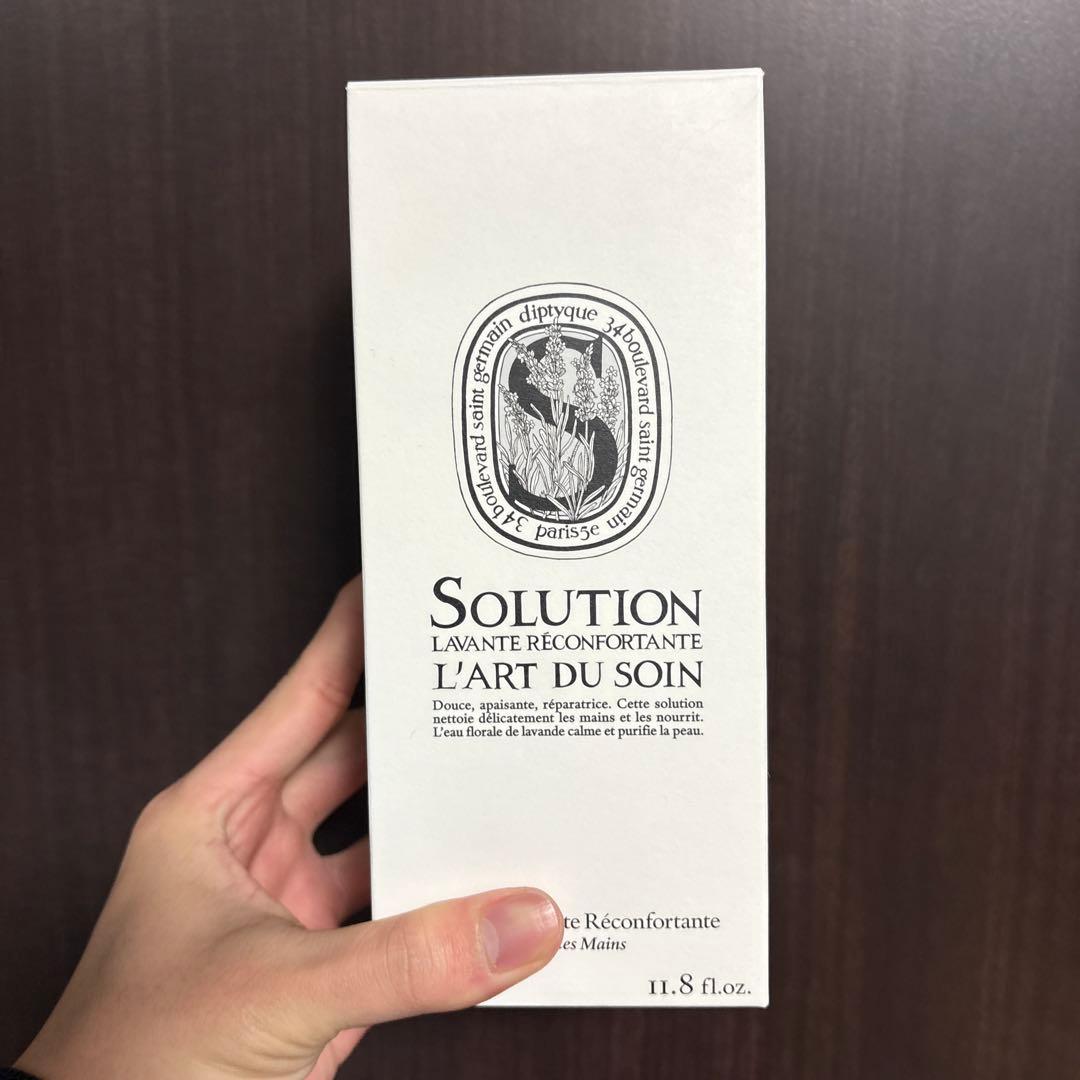 diptyque 34 boulevard saint germain paris5e 34 boulevard saint germain
S
SOLUTION
LAVANTE RÉCONFORTANTE
L'ART DU SOIN
Douce, apaisante, réparatrice. Cette solution
nettoie délicatement les mains et les nourrit.
L'eau florale de lavande calme et purifie la peau.
Réconfortante
Mains
11.8 fl.oz.